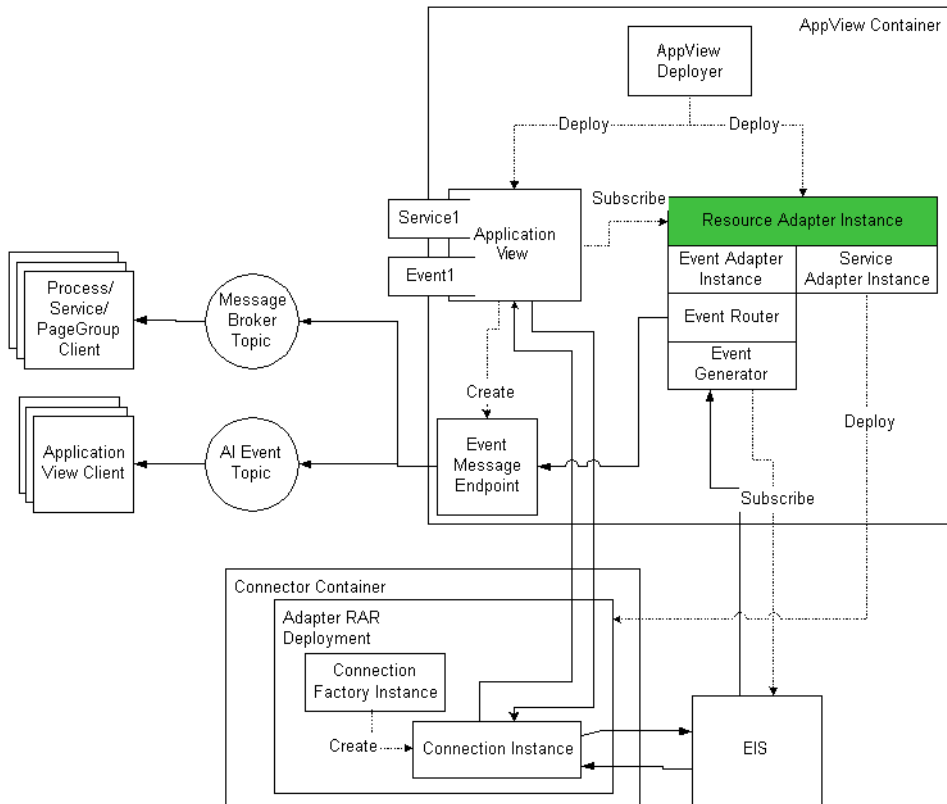 AppView Container
AppView
Deployer
Deploy
Deploy
Service1
Event1
Application
View
Subscribe
Resource Adapter Instance
Event Adapter
Instance
Service
Adapter Instance
Event Router
Event
Generator
Process/
Service/
PageGroup
Client
Message
Broker
Topic
Create
Deploy
Application
View Client
AI Event
Topic
Event
Message
Endpoint
Subscribe
Connector Container
Adapter RAR
Deployment
Connection
Factory Instance
Create
Connection Instance
EIS